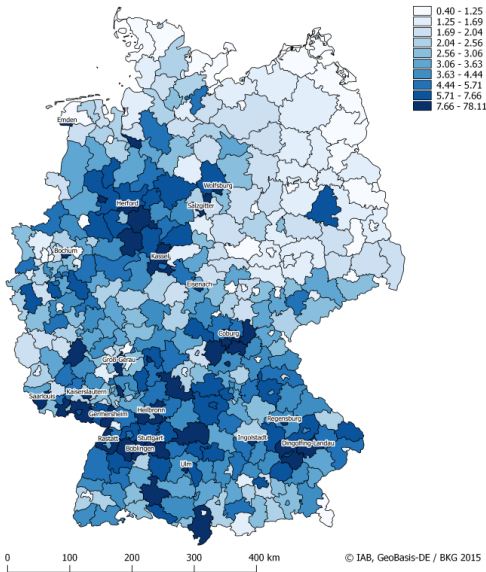 0.40 - 1.25
1.25 - 1.69
1.69 - 2.04
2.04 - 2.56
2.56 - 3.06
3.06 - 3.63
3.63 - 4.44
4.44 - 5.71
5.71 - 7.66
7.66 - 78.11
Emden
Wolfsburg
Herford
Salzgitter
Bochum
Kassel
Eisenach
Coburg
Groß-Gerau
Kaiserslautern
Saarlouis
Germersheim
Heilbronn
Regensburg
Rastatt
Stuttgart
Ingolstadt
Dingolfing-Landau
Böblingen
Ulm
0 100 200 300 400 km
© IAB, GeoBasis-DE / BKG 2015